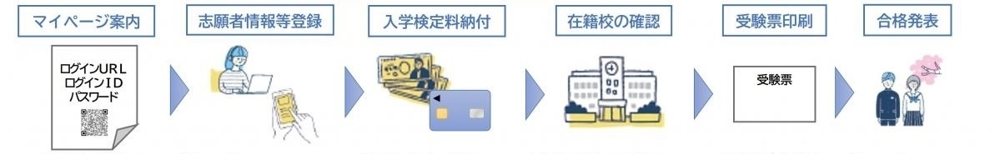 マイページ案内
志願者情報等登録
入学検定料納付
在籍校の確認
受験票印刷
合格発表
ログインURL
ログインID
パスワード
受験票